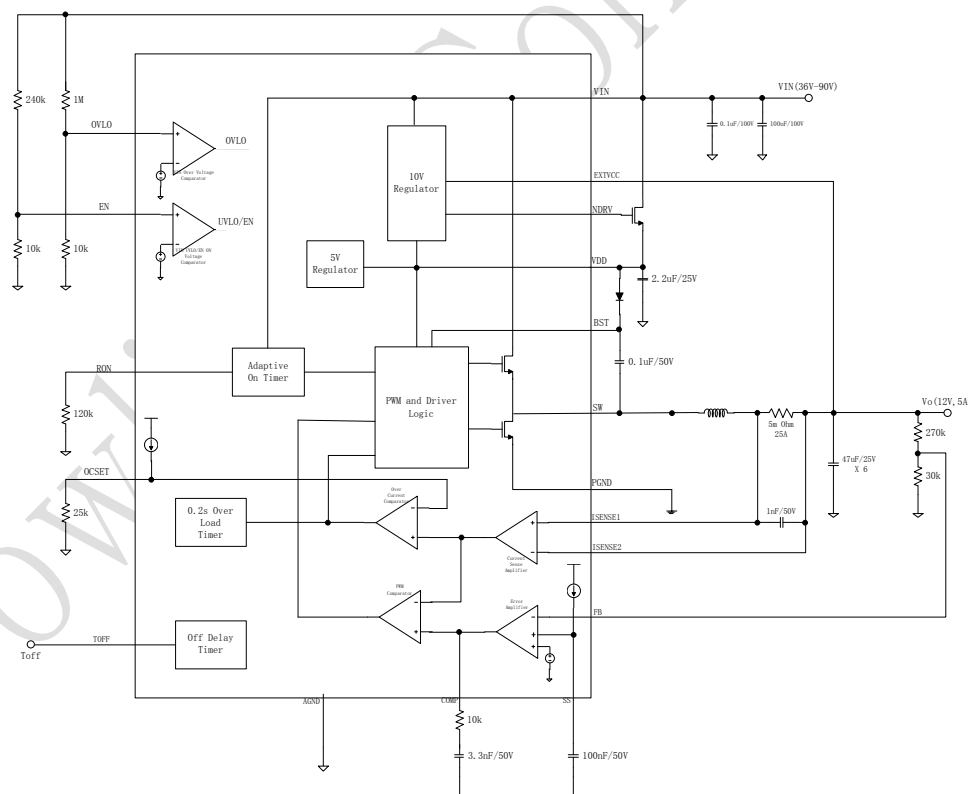 VIN(36V-90V)
VIN
240k
1M
0.1uF/100V
100uF/100V
OVLO
OVLO
VIN Over Voltage
Comparator
10V
Regulator
EXTVCC
EN
UVLO/EN
NDRV
10k
10k
Voltage
Comparator
5V
Regulator
VDD
2.2uF/25V
BST
0.1uF/50V
RON
Adaptive
On Timer
PWM and Driver
Logic
SW
Vo(12V,5A
120k
5m Ohm
25A
270k
47uF/25V
X 6
30k
OCSET
PGND
25k
0.2s Over
Load
Timer
Over
Current
Comparator
1nF/50V
ISENSE1
ISENSE2
Current
Sense
Amplifier
PWM
Comparator
Error
Amplifier
FB
TOFF
Off Delay
Timer
Toff
AGND
COMP
SS
10k
3.3nF/50V
100nF/50V